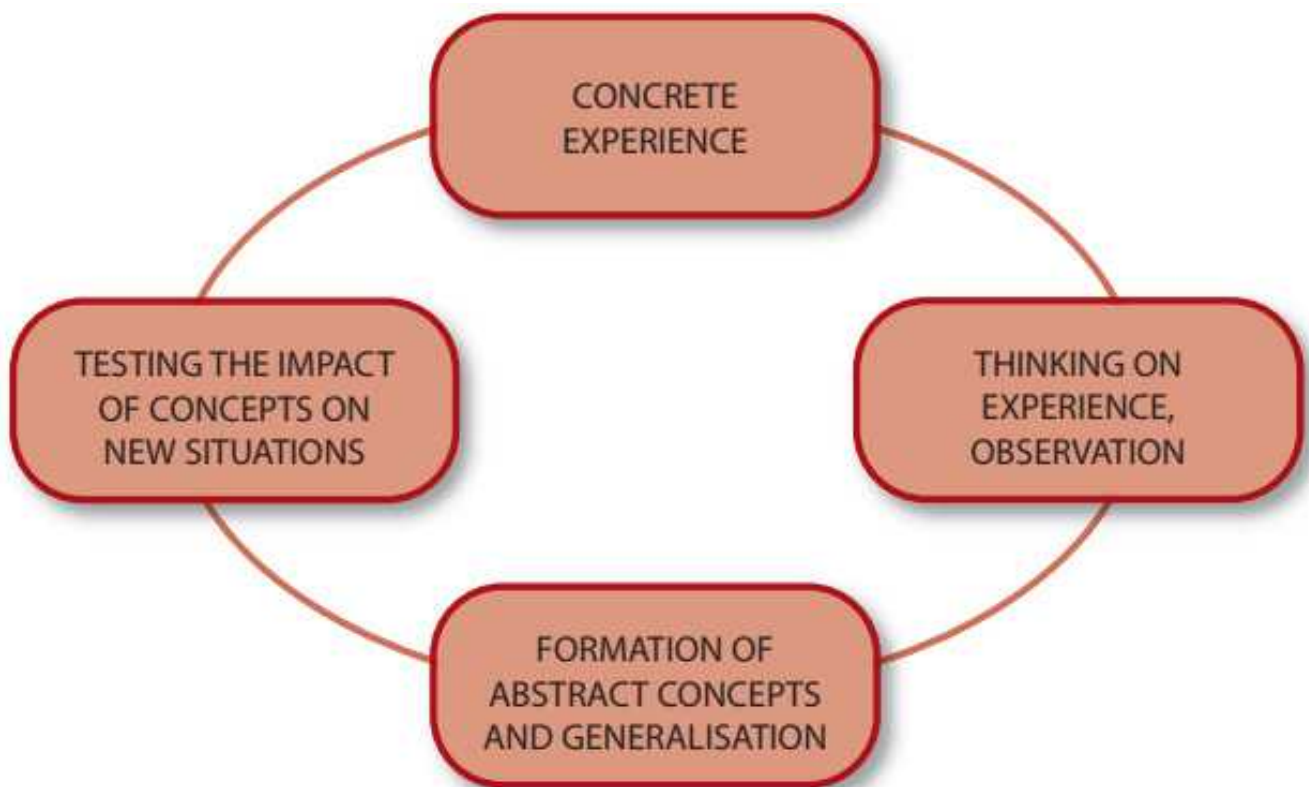 CONCRETE
EXPERIENCE
TESTING THE IMPACT
OF CONCEPTS ON
NEW SITUATIONS
THINKING ON
EXPERIENCE,
OBSERVATION
FORMATION OF
ABSTRACT CONCEPTS
AND GENERALISATION